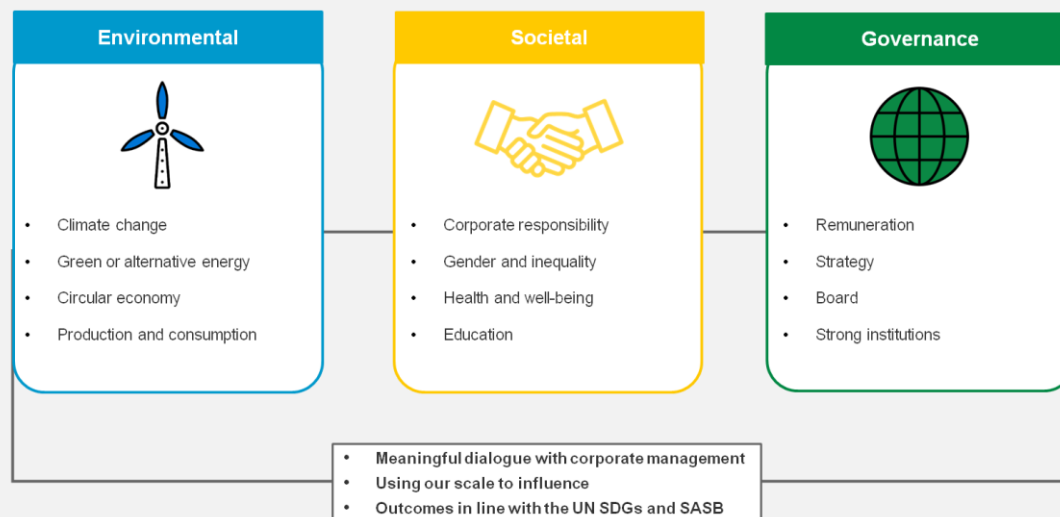 Environmental
• Climate change
• Green or alternative energy
• Circular economy
• Production and consumption
Societal
• Corporate responsibility
• Gender and inequality
• Health and well-being
• Education
Governance
• Remuneration
• Strategy
• Board
• Strong institutions
• Meaningful dialogue with corporate management
• Using our scale to influence
• Outcomes in line with the UN SDGs and SASB